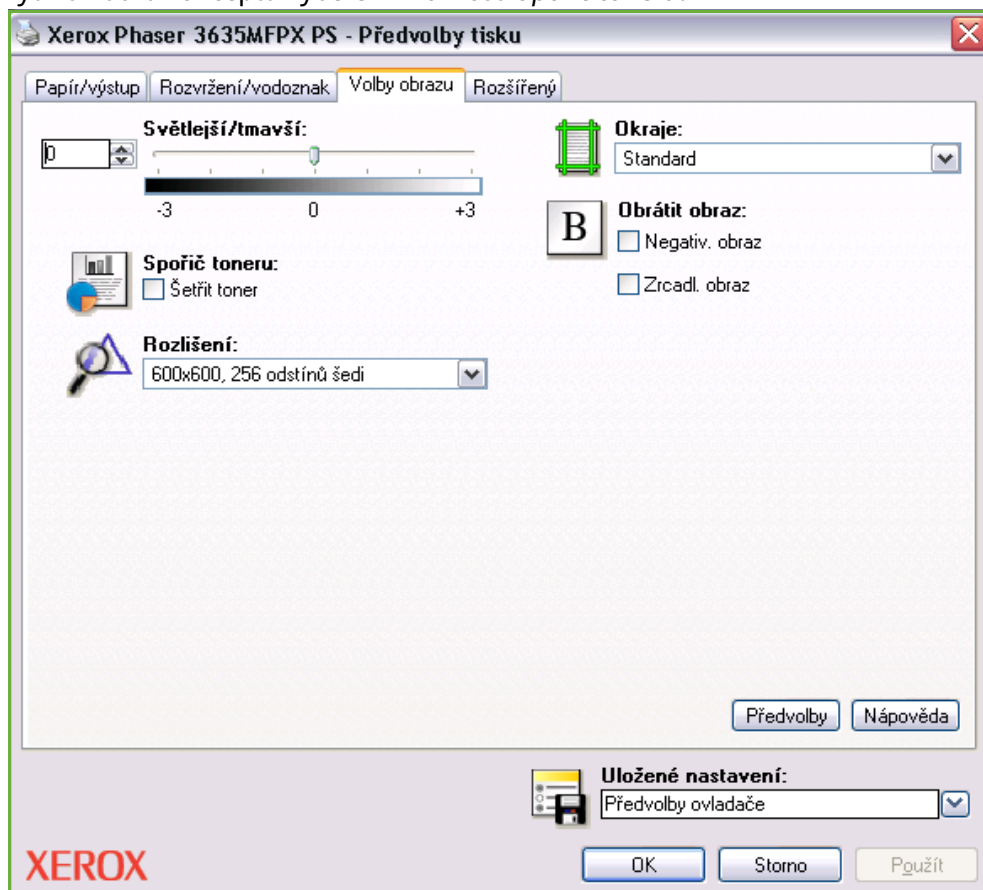 Xerox Phaser 3635MFPX PS - Předvolby tisku
Papír/výstup Rozvržení/vodoznak Volby obrazu Rozšířený
Světlejší/tmavší:
0
-3 0 +3
Spořič toneru:
Šetřit toner
Rozlišení:
600x600, 256 odstínů šedi
Okraje:
Standard
B
Obrátit obraz:
Negativ. obraz
Zrcadl. obraz
Předvolby Nápověda
Uložené nastavení:
Předvolby ovladače
XEROX
OK Storno Použít